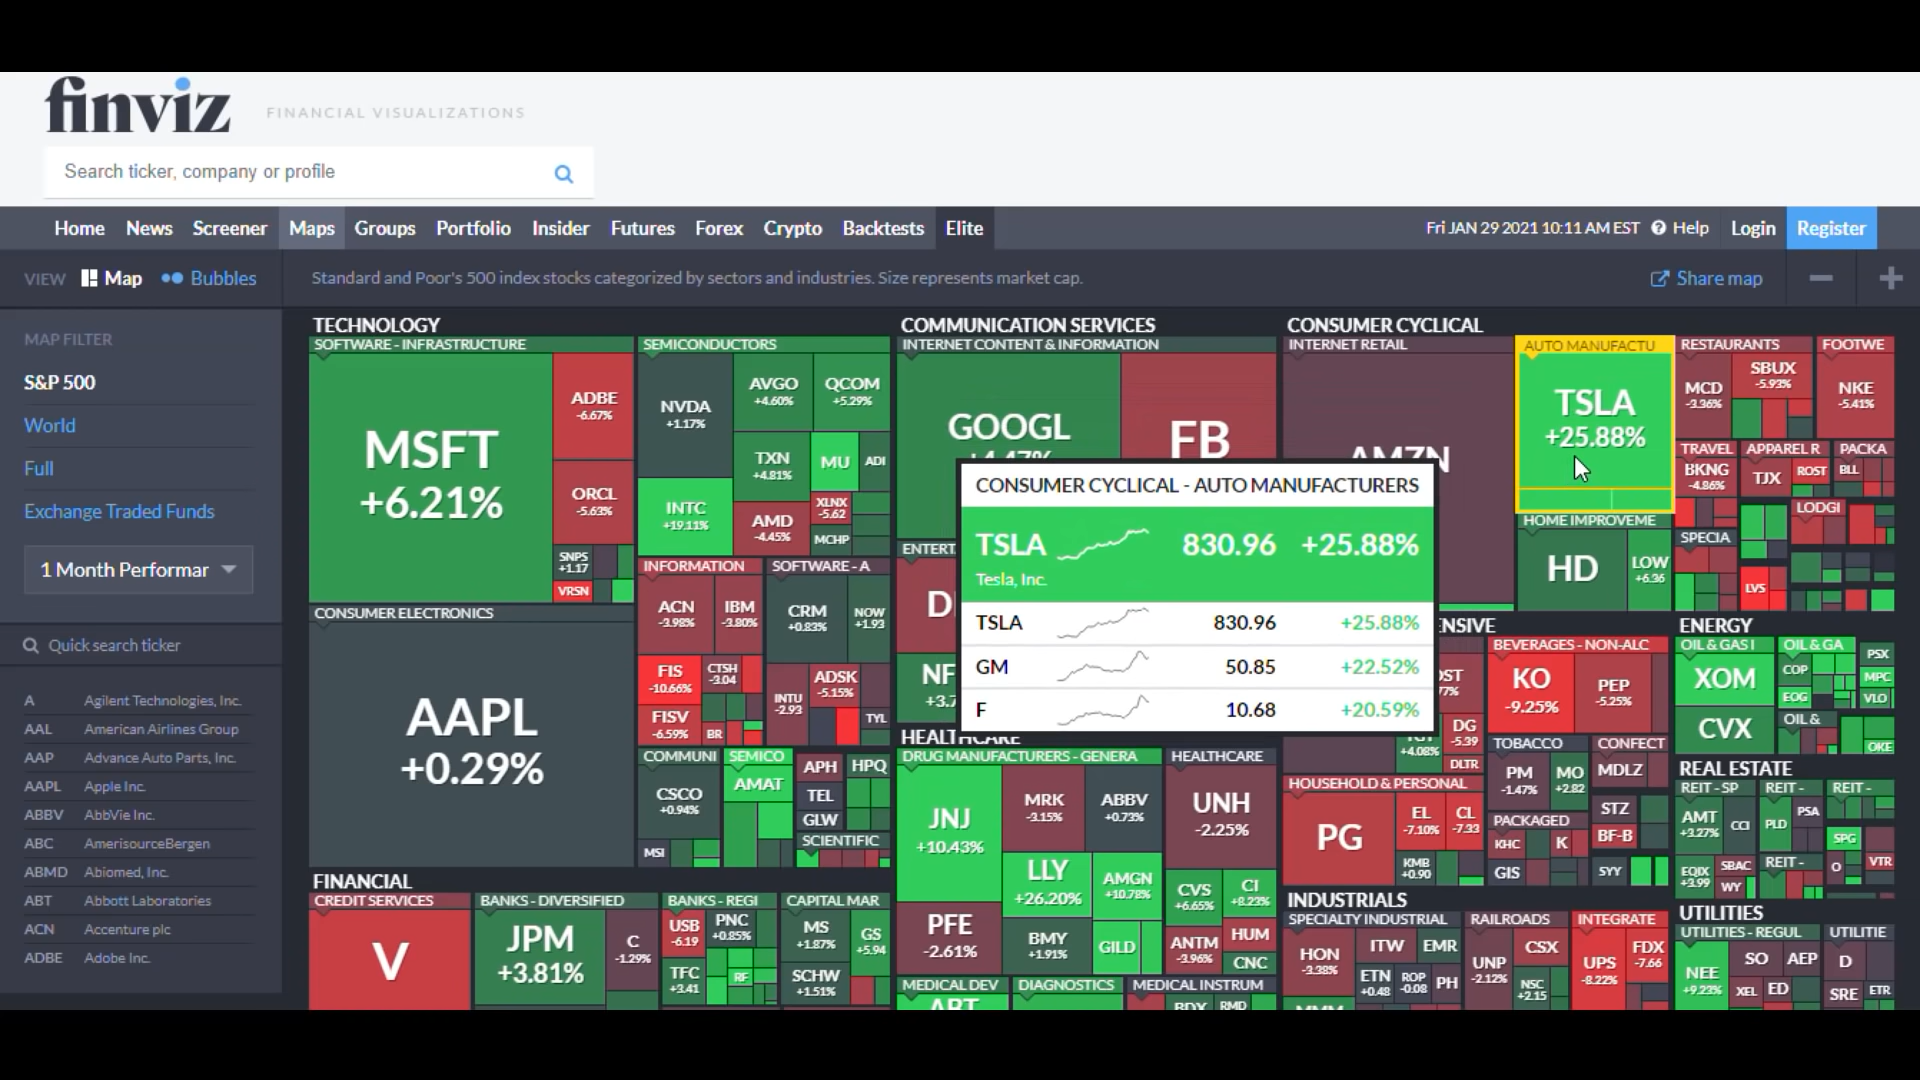 finviz
FINANCIAL VISUALIZATIONS
Search ticker, company or profile
Home News Screener Maps Groups Portfolio Insider Futures Forex Crypto Backtests Elite
Fri JAN 29 2021 10:11 AM EST Help Login Register
VIEW Map Bubbles
Standard and Poor's 500 index stocks categorized by sectors and industries. Size represents market cap.
Share map
MAP FILTER
S&P 500
World
Full
Exchange Traded Funds
1 Month Performar
Quick search ticker
A Agilent Technologies, Inc.
AAL American Airlines Group
AAP Advance Auto Parts, Inc.
AAPL Apple Inc.
ABBV AbbVie Inc.
ABC AmerisourceBergen
ABMD Abiomed, Inc.
ABT Abbott Laboratories
ACN Accenture plc
ADBE Adobe Inc.
TECHNOLOGY
SOFTWARE - INFRASTRUCTURE
MSFT
+6.21%
ADBE
-6.67%
ORCL
-5.63%
SNPS
+1.17
VRSN
CONSUMER ELECTRONICS
AAPL
+0.29%
SEMICONDUCTORS
NVDA
+1.17%
AVGO
+4.60%
QCOM
+5.29%
TXN
+4.81%
MU
ADI
INTC
+19.11%
AMD
-4.45%
XLNX
-5.62
MCHP
INFORMATION
ACN
-3.98%
IBM
-3.80%
FIS
-10.66%
CTSH
-3.04
FISV
-6.59%
BR
SOFTWARE - A
CRM
+0.83%
NOW
+1.93
INTU
-2.93
ADSK
-5.15%
TYL
COMMUNI
CSCO
+0.94%
MSI
SEMICO
AMAT
APH
HPQ
TEL
GLW
SCIENTIFIC
COMMUNICATION SERVICES
INTERNET CONTENT & INFORMATION
GOOGL
+4.47%
FB
ENTERT
NF
+3.7
CONSUMER CYCLICAL
INTERNET RETAIL
AMZN
AUTO MANUFACTU
TSLA
+25.88%
HOME IMPROVEME
HD
LOW
+6.36
RESTAURANTS
MCD
-3.36%
SBUX
-5.93%
FOOTWE
NKE
-5.41%
TRAVEL
BKNG
-4.86%
APPAREL R
TJX
ROST
PACKA
BLL
LODGI
SPECIA
LVS
CONSUMER CYCLICAL - AUTO MANUFACTURERS
TSLA 830.96 +25.88%
Tesla, Inc.
TSLA 830.96 +25.88%
GM 50.85 +22.52%
F 10.68 +20.59%
ENSIVE
OST
77%
+4.08%
DG
-5.39
DLTR
BEVERAGES - NON-ALC
KO
-9.25%
PEP
-5.25%
HOUSEHOLD & PERSONAL
PG
EL
-7.10%
CL
-7.33
KMB
+0.90
TOBACCO
PM
-1.47%
MO
+2.82
CONFECT
MDLZ
STZ
BF-B
PACKAGED
KHC
K
GIS
SYY
ENERGY
OIL & GAS I
XOM
CVX
OIL & GA
COP
EOG
PSX
MPC
VLO
OIL &
OKE
REAL ESTATE
REIT - SP
AMT
+3.27%
CCI
EQIX
+3.99
SBAC
WY
REIT -
PLD
PSA
REIT -
SPG
REIT -
O
VTR
HEALTHCARE
DRUG MANUFACTURERS - GENERA
JNJ
+10.43%
MRK
-3.15%
ABBV
+0.73%
LLY
+26.20%
AMGN
+10.78%
PFE
-2.61%
BMY
+1.91%
GILD
HEALTHCARE
UNH
-2.25%
CVS
+6.65%
CI
+8.23%
ANTM
-3.96%
HUM
CNC
MEDICAL DEV
ABT
DIAGNOSTICS
MEDICAL INSTRUM
BDX
RMD
FINANCIAL
CREDIT SERVICES
V
BANKS - DIVERSIFIED
JPM
+3.81%
C
-1.29%
BANKS - REGI
USB
-6.19
PNC
+0.85%
TFC
+3.41
RF
CAPITAL MAR
MS
+1.87%
GS
+5.94
SCHW
+1.51%
INDUSTRIALS
SPECIALTY INDUSTRIAL
HON
-3.38%
ITW
EMR
ETN
+0.48
ROP
-0.08
PH
MMM
RAILROADS
UNP
-2.12%
CSX
NSC
+2.15
INTEGRATE
UPS
-8.22%
FDX
-7.66
UTILITIES
UTILITIES - REGUL
NEE
+9.23%
SO
AEP
XEL
ED
UTILITIE
D
SRE
ETR